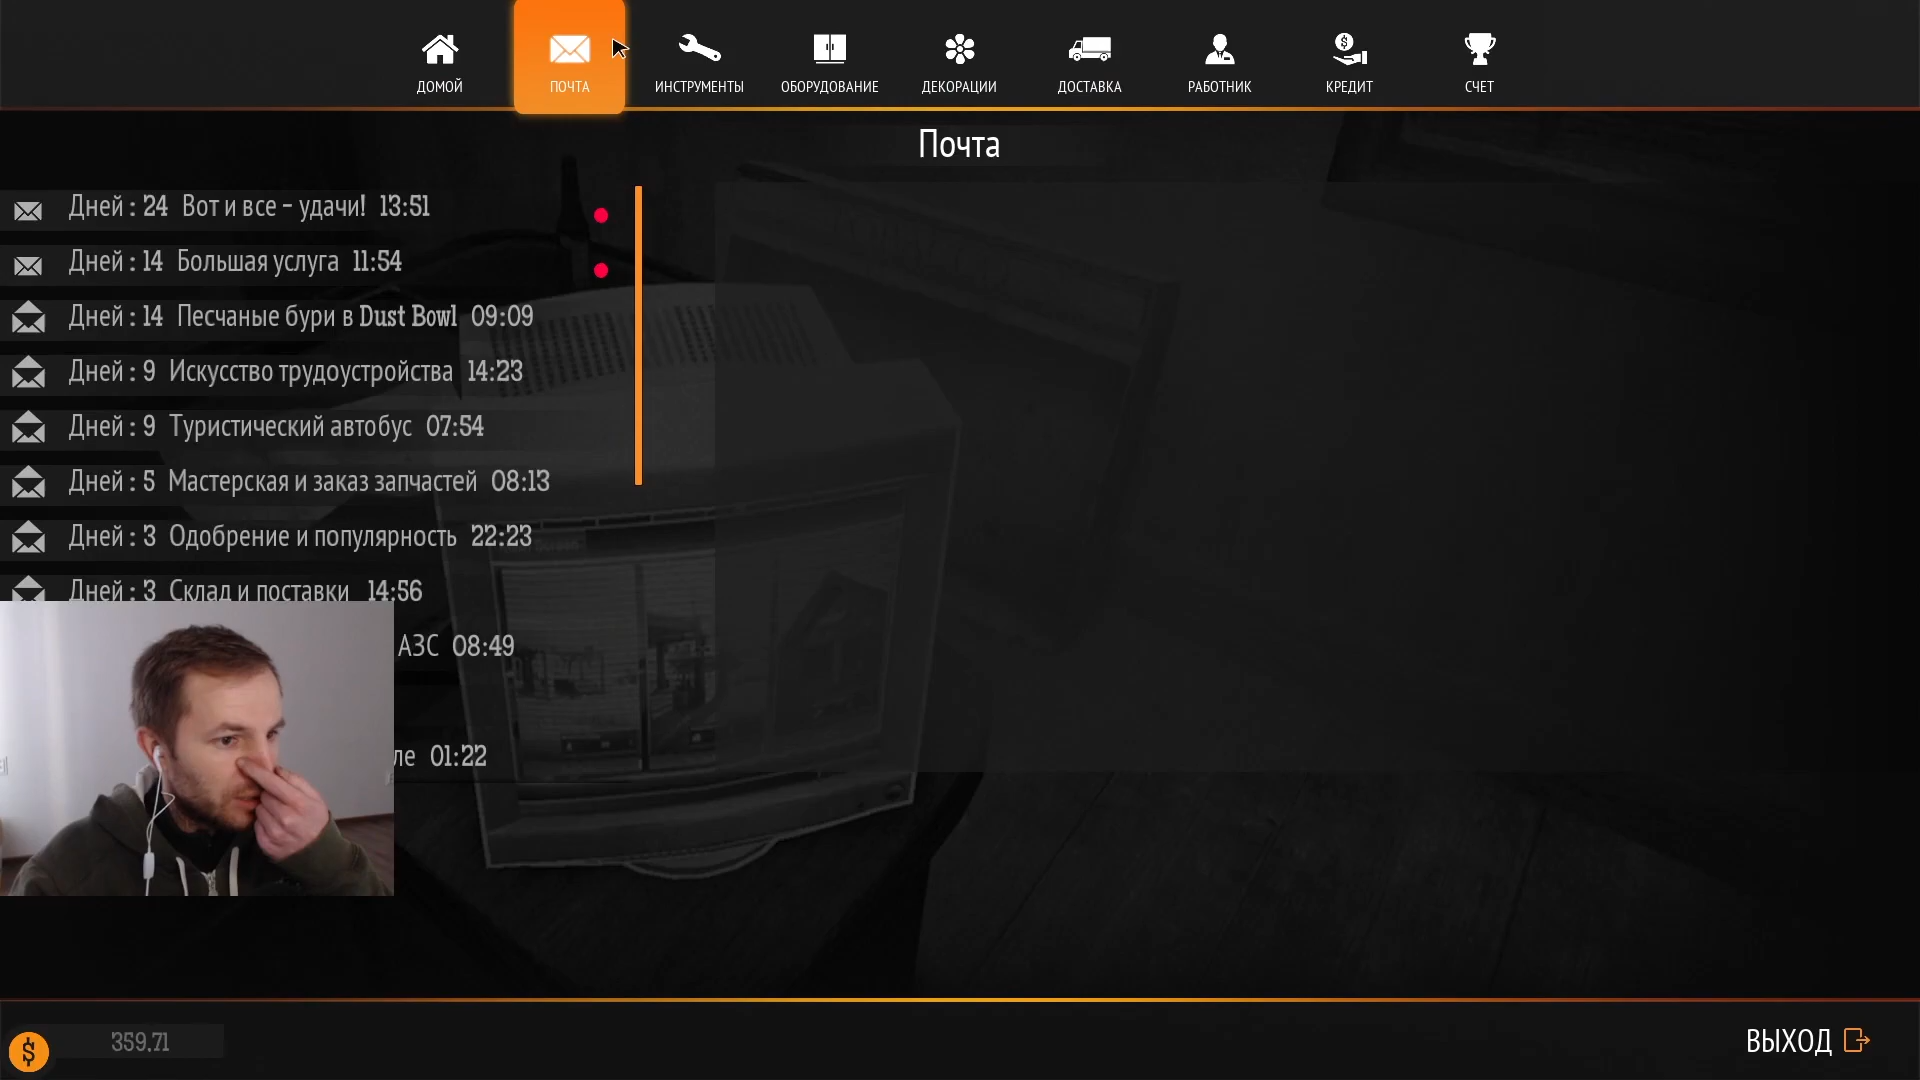 ДОМОЙ
ПОЧТА
ИНСТРУМЕНТЫ
ОБОРУДОВАНИЕ
ДЕКОРАЦИИ
ДОСТАВКА
РАБОТНИК
КРЕДИТ
СЧЕТ
Почта
Дней : 24 Вот и все - удачи! 13:51
Дней : 14 Большая услуга 11:54
Дней : 14 Песчаные бури в Dust Bowl 09:09
Дней : 9 Искусство трудоустройства 14:23
Дней : 9 Туристический автобус 07:54
Дней : 5 Мастерская и заказ запчастей 08:13
Дней : 3 Одобрение и популярность 22:23
Дней : 3 Склад и поставки 14:56
АЗС 08:49
ле 01:22
359.71
ВЫХОД